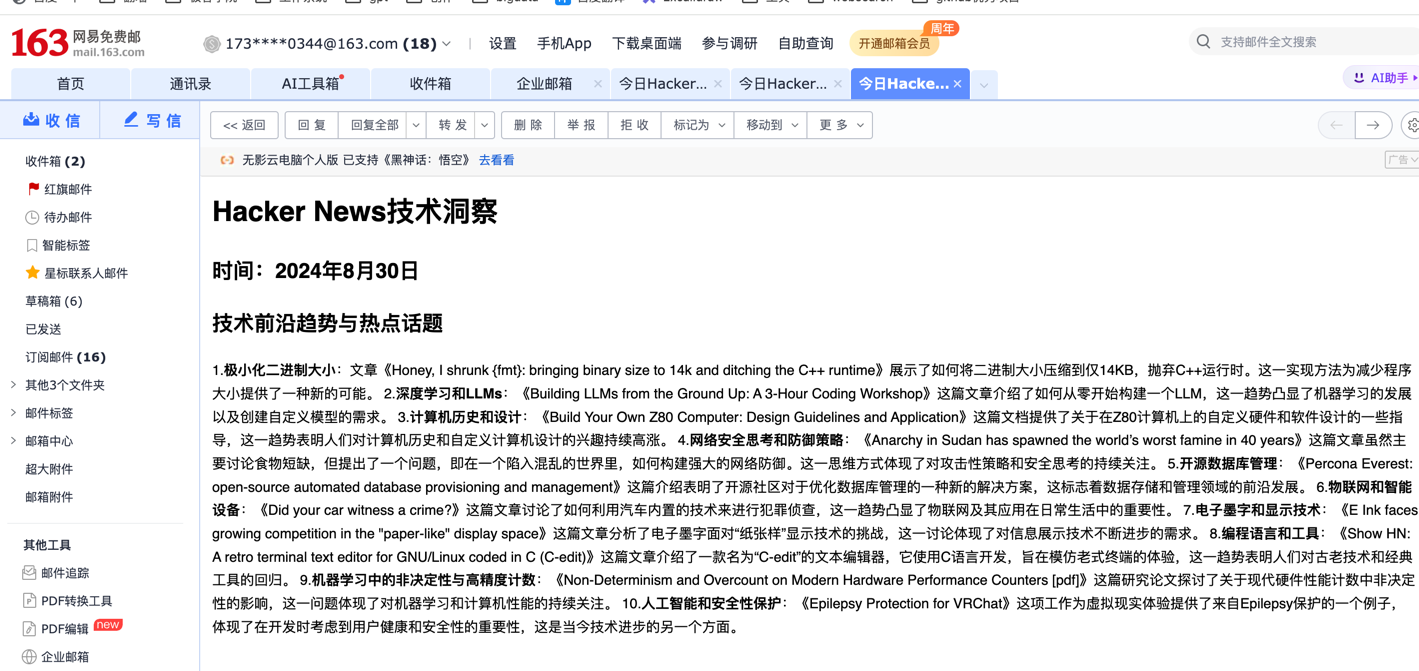 163 网易免费邮
mail.163.com
173****0344@163.com (18)
设置 手机App 下载桌面端 参与调研 自助查询 开通邮箱会员 周年
支持邮件全文搜索
首页 通讯录 AI工具箱 收件箱 企业邮箱 今日Hacker... 今日Hacker... 今日Hacke...
AI助手
收信 写信
<< 返回 回复 回复全部 转发 删除 举报 拒收 标记为 移动到 更多
无影云电脑个人版 已支持《黑神话：悟空》 去看看
广告
收件箱 (2)
红旗邮件
待办邮件
智能标签
星标联系人邮件
草稿箱 (6)
已发送
订阅邮件 (16)
其他3个文件夹
邮件标签
邮箱中心
超大附件
邮箱附件
其他工具
邮件追踪
PDF转换工具
PDF编辑 new
企业邮箱
Hacker News技术洞察
时间：2024年8月30日
技术前沿趋势与热点话题
1.极小化二进制大小：文章《Honey, I shrunk {fmt}: bringing binary size to 14k and ditching the C++ runtime》展示了如何将二进制大小压缩到仅14KB，抛弃C++运行时。这一实现方法为减少程序
大小提供了一种新的可能。 2.深度学习和LLMs：《Building LLMs from the Ground Up: A 3-Hour Coding Workshop》这篇文章介绍了如何从零开始构建一个LLM，这一趋势凸显了机器学习的发展
以及创建自定义模型的需求。 3.计算机历史和设计：《Build Your Own Z80 Computer: Design Guidelines and Application》这篇文档提供了关于在Z80计算机上的自定义硬件和软件设计的一些指
导，这一趋势表明人们对计算机历史和自定义计算机设计的兴趣持续高涨。 4.网络安全思考和防御策略：《Anarchy in Sudan has spawned the world’s worst famine in 40 years》这篇文章虽然主
要讨论食物短缺，但提出了一个问题，即在一个陷入混乱的世界里，如何构建强大的网络防御。这一思维方式体现了对攻击性策略和安全思考的持续关注。 5.开源数据库管理：《Percona Everest:
open-source automated database provisioning and management》这篇介绍表明了开源社区对于优化数据库管理的一种新的解决方案，这标志着数据存储和管理领域的前沿发展。 6.物联网和智能
设备：《Did your car witness a crime?》这篇文章讨论了如何利用汽车内置的技术来进行犯罪侦查，这一趋势凸显了物联网及其应用在日常生活中的重要性。 7.电子墨字和显示技术：《E Ink faces
growing competition in the "paper-like" display space》这篇文章分析了电子墨字面对“纸张样”显示技术的挑战，这一讨论体现了对信息展示技术不断进步的需求。 8.编程语言和工具：《Show HN:
A retro terminal text editor for GNU/Linux coded in C (C-edit)》这篇文章介绍了一款名为“C-edit”的文本编辑器，它使用C语言开发，旨在模仿老式终端的体验，这一趋势表明人们对古老技术和经典
工具的回归。 9.机器学习中的非决定性与高精度计数：《Non-Determinism and Overcount on Modern Hardware Performance Counters [pdf]》这篇研究论文探讨了关于现代硬件性能计数中非决定
性的影响，这一问题体现了对机器学习和计算机性能的持续关注。 10.人工智能和安全性保护：《Epilepsy Protection for VRChat》这项工作为虚拟现实体验提供了来自Epilepsy保护的一个例子，
体现了在开发时考虑到用户健康和安全性的重要性，这是当今技术进步的另一个方面。